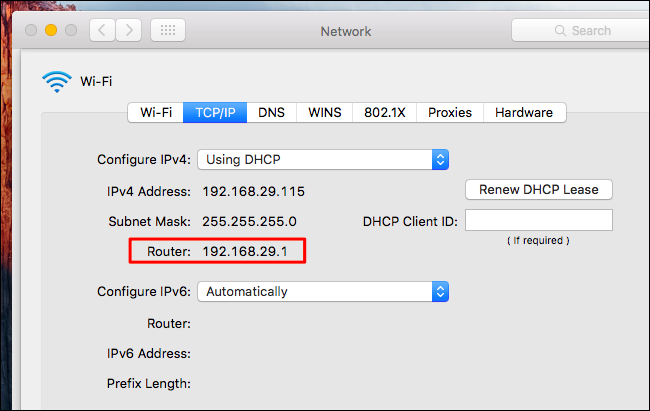 Network
Search
Wi-Fi
Wi-Fi TCP/IP DNS WINS 802.1X Proxies Hardware
Configure IPv4: Using DHCP
IPv4 Address: 192.168.29.115 Renew DHCP Lease
Subnet Mask: 255.255.255.0 DHCP Client ID:
( If required )
Router: 192.168.29.1
Configure IPv6: Automatically
Router:
IPv6 Address:
Prefix Length: